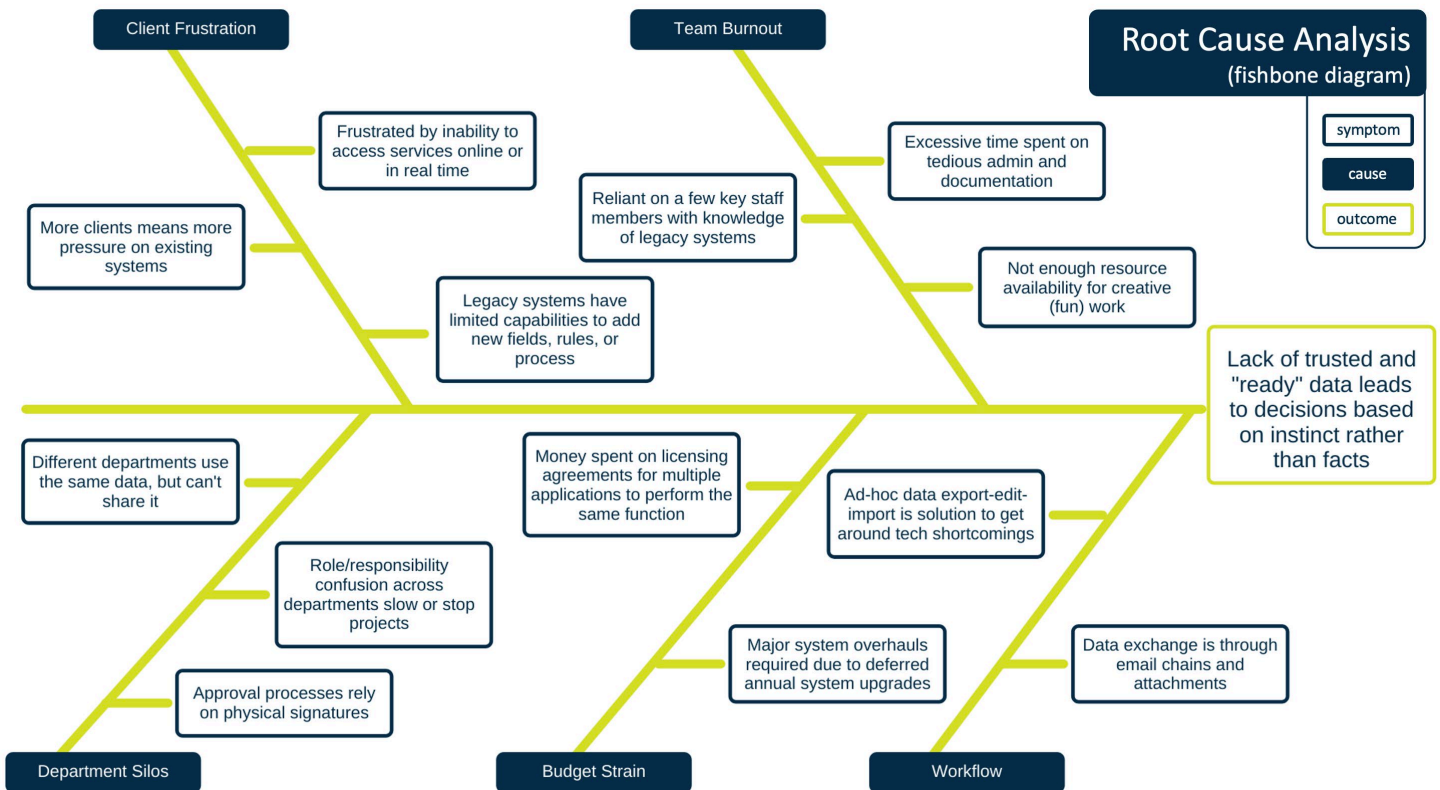 Client Frustration
Team Burnout
Root Cause Analysis
(fishbone diagram)
symptom
cause
outcome
Frustrated by inability to
access services online or
in real time
More clients means more
pressure on existing
systems
Legacy systems have
limited capabilities to add
new fields, rules, or
process
Excessive time spent on
tedious admin and
documentation
Reliant on a few key staff
members with knowledge
of legacy systems
Not enough resource
availability for creative
(fun) work
Lack of trusted and
"ready" data leads
to decisions based
on instinct rather
than facts
Different departments use
the same data, but can't
share it
Role/responsibility
confusion across
departments slow or stop
projects
Approval processes rely
on physical signatures
Money spent on licensing
agreements for multiple
applications to perform the
same function
Major system overhauls
required due to deferred
annual system upgrades
Ad-hoc data export-edit-
import is solution to get
around tech shortcomings
Data exchange is through
email chains and
attachments
Department Silos
Budget Strain
Workflow